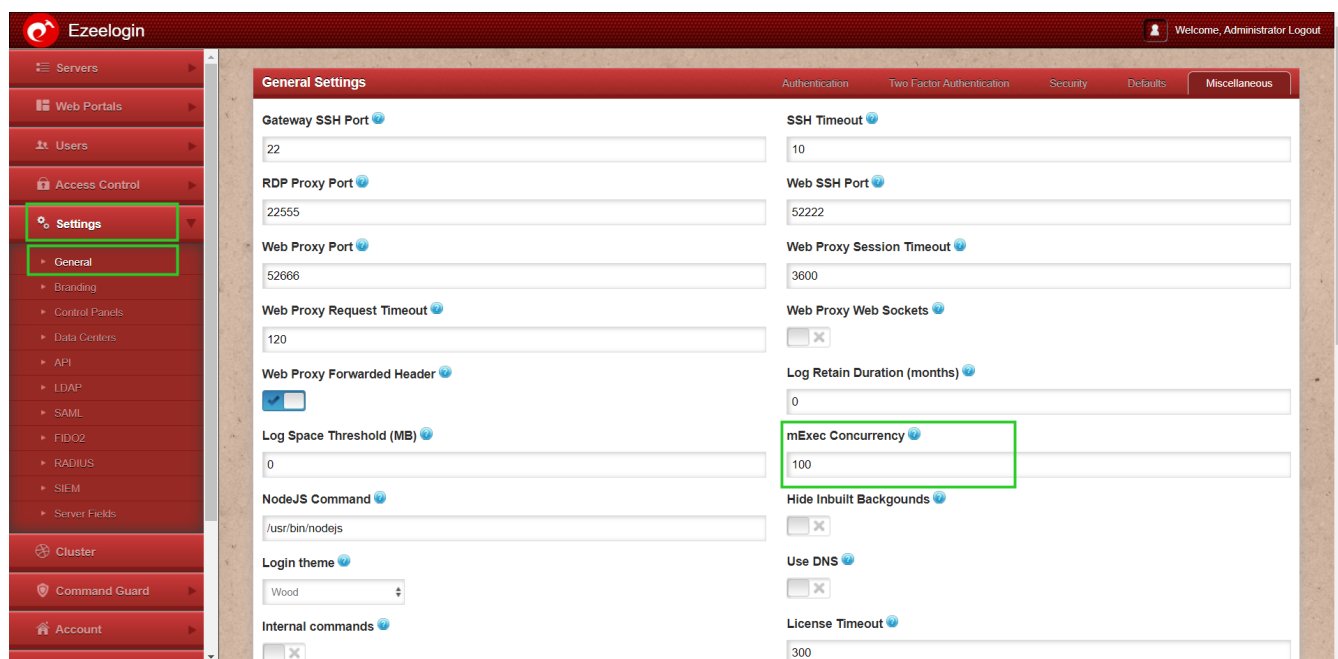 Ezeelogin
Welcome, Administrator Logout
Servers
Web Portals
Users
Access Control
Settings
General
Branding
Control Panels
Data Centers
API
LDAP
SAML
FIDO2
RADIUS
SIEM
Server Fields
Cluster
Command Guard
Account
General Settings
Authentication
Two Factor Authentication
Security
Defaults
Miscellaneous
Gateway SSH Port
22
SSH Timeout
10
RDP Proxy Port
22555
Web SSH Port
52222
Web Proxy Port
52666
Web Proxy Session Timeout
3600
Web Proxy Request Timeout
120
Web Proxy Web Sockets
Web Proxy Forwarded Header
Log Retain Duration (months)
0
Log Space Threshold (MB)
0
mExec Concurrency
100
NodeJS Command
/usr/bin/nodejs
Hide Inbuilt Backgounds
Login theme
Wood
Use DNS
Internal commands
License Timeout
300